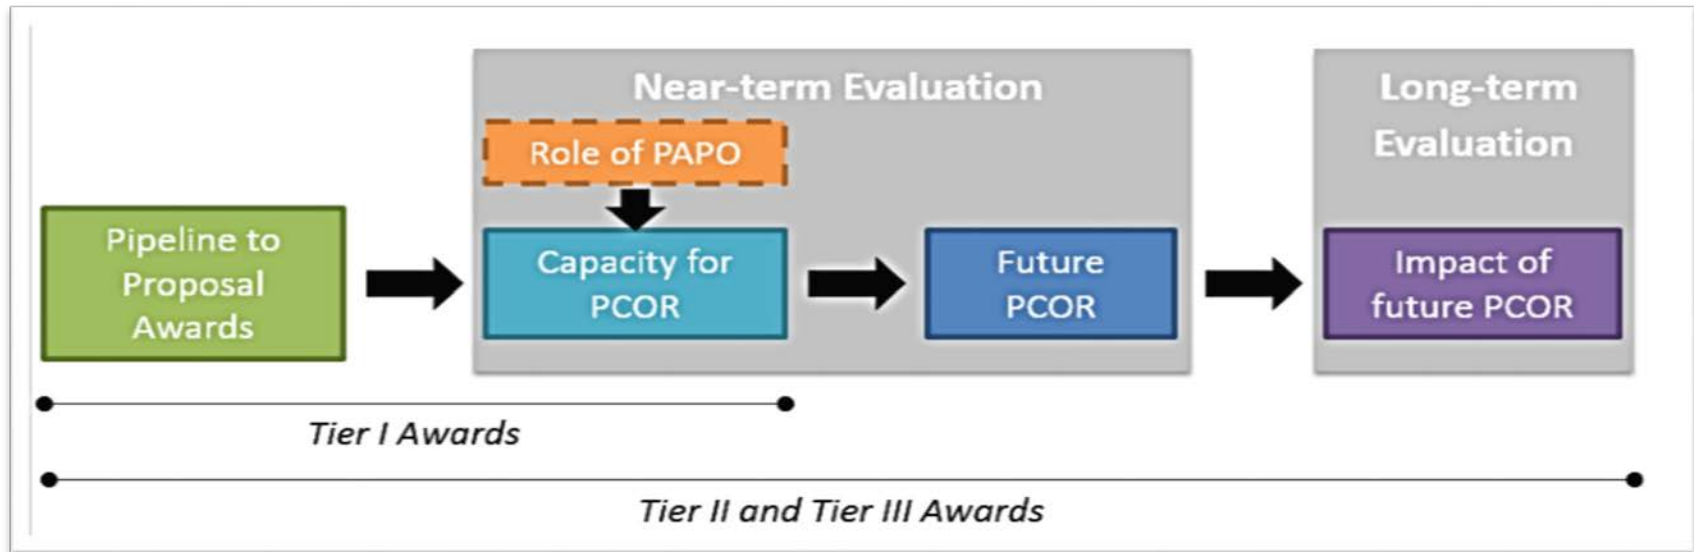 Near-term Evaluation
Long-term
Evaluation
Role of PAPO
Pipeline to
Proposal
Awards
Capacity for
PCOR
Future
PCOR
Impact of
future PCOR
Tier I Awards
Tier II and Tier III Awards